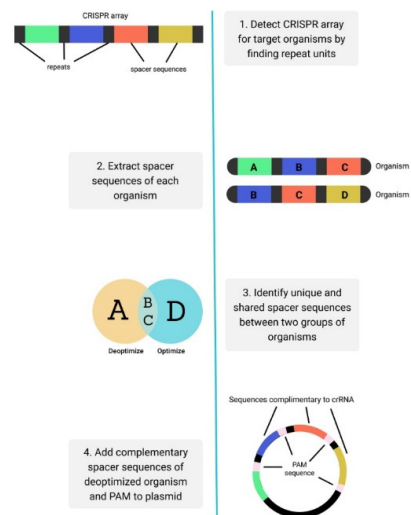 CRISPR array
repeats
spacer sequences
1. Detect CRISPR array
for target organisms by
finding repeat units
2. Extract spacer
sequences of each
organism
A B C Organism
B C D Organism
A B C D
Deoptimize Optimize
3. Identify unique and
shared spacer sequences
between two groups of
organisms
4. Add complementary
spacer sequences of
deoptimized organism
and PAM to plasmid
Sequences complimentary to crRNA
PAM
sequence